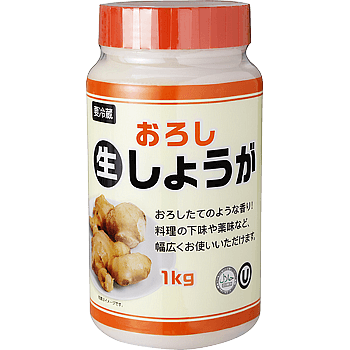 要冷蔵
おろし
生しょうが
おろしたてのような香り!
料理の下味や薬味など、
幅広くお使いいただけます。
1kg
U